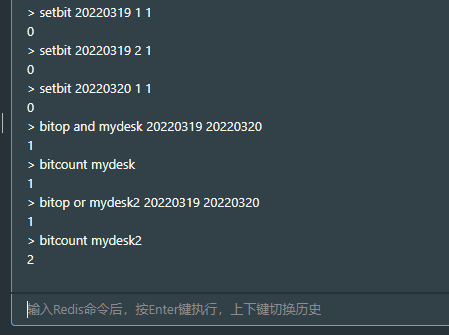 > setbit 20220319 1 1
0
> setbit 20220319 2 1
0
> setbit 20220320 1 1
0
> bitop and mydesk 20220319 20220320
1
> bitcount mydesk
1
> bitop or mydesk2 20220319 20220320
1
> bitcount mydesk2
2
输入Redis命令后，按Enter键执行，上下键切换历史